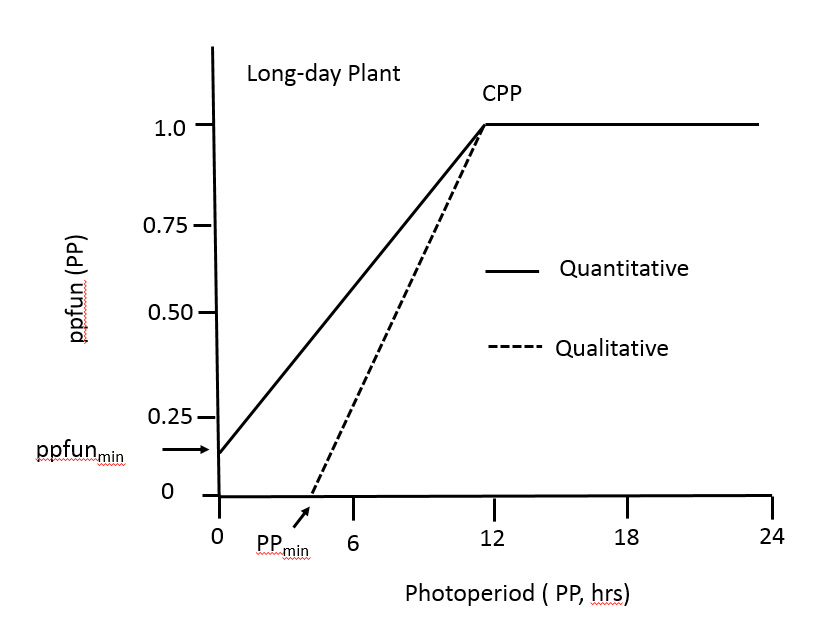 Long-day Plant
CPP
1.0
0.75
ppfun (PP)
Quantitative
0.50
Qualitative
0.25
ppfunmin
0
0
PPmin
6
12
18
24
Photoperiod ( PP, hrs)